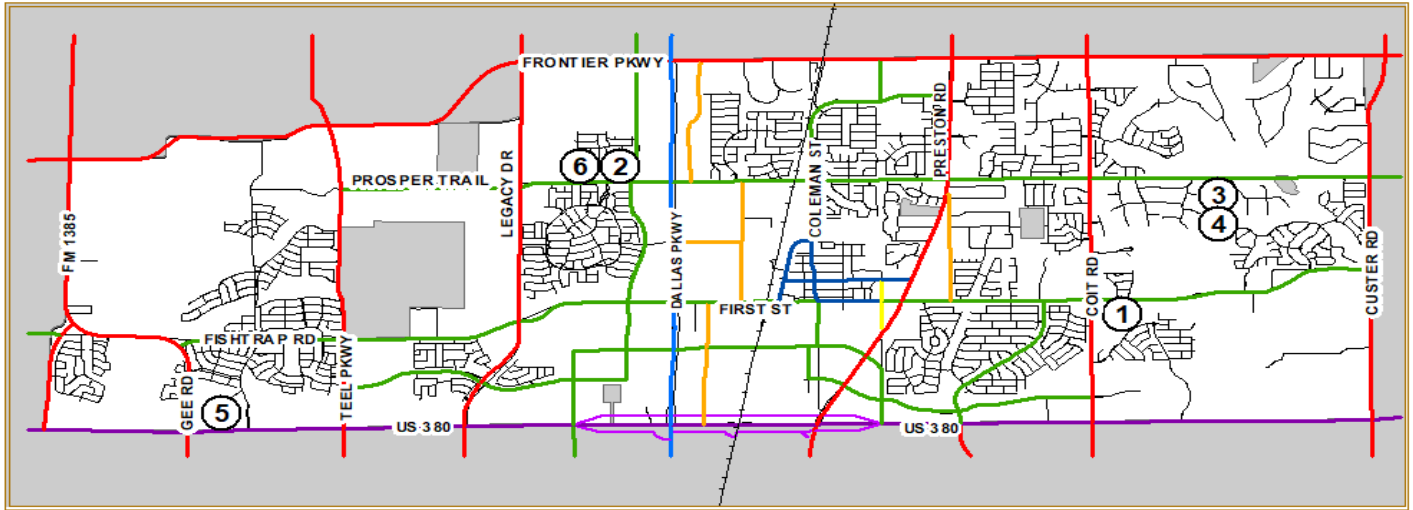 FRONTIER PKWY
6
2
PROSPER TRAIL
LEGACY DR
COLEMAN ST
PRESTON RD
3
4
FM 1385
DALLAS PKWY
COIT RD
CUSTER RD
FIRST ST
1
FISHTRAP RD
GEE RD
TEEL PKWY
5
US 380
US 380